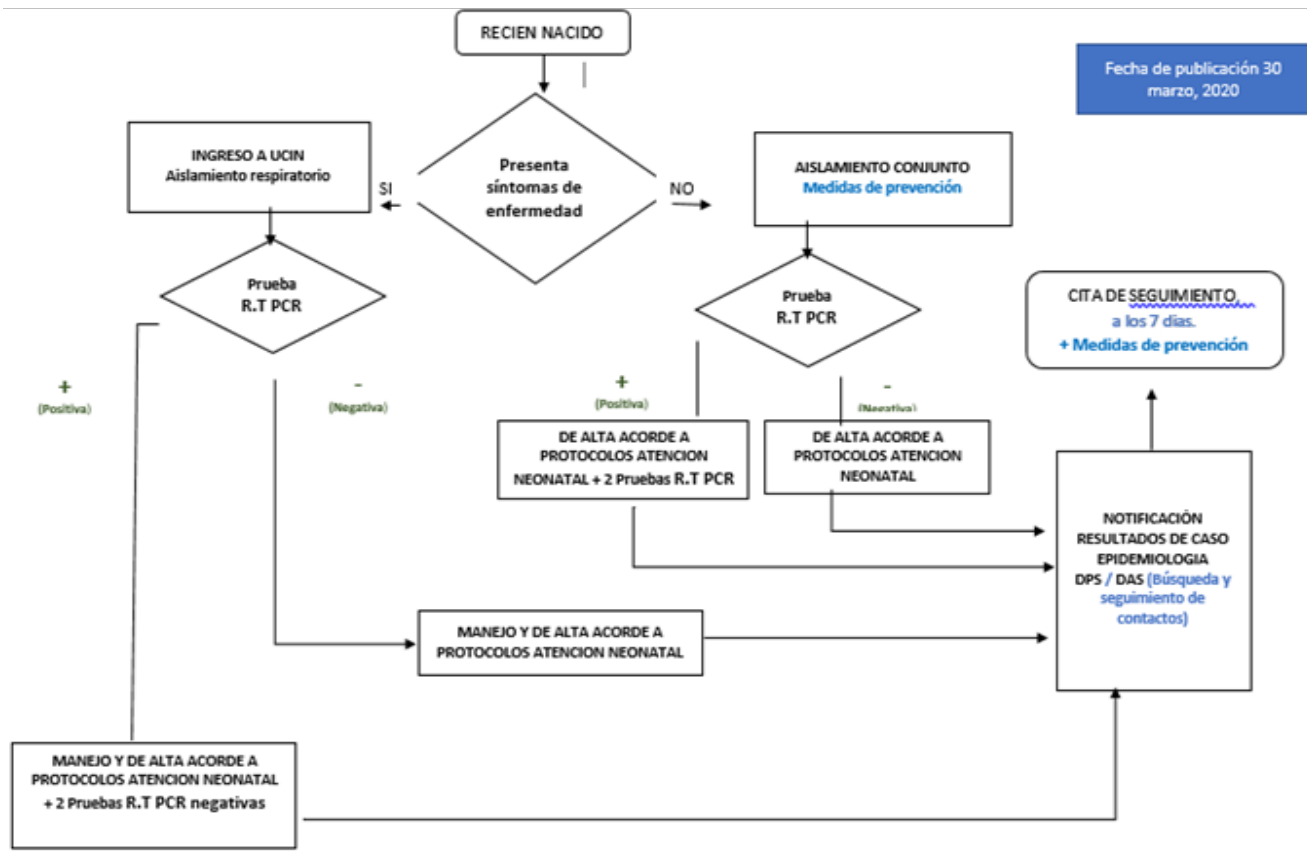 RECIEN NACIDO
Fecha de publicación 30
marzo, 2020
INGRESO A UCIN
Aislamiento respiratorio
SI
Presenta
síntomas de
enfermedad
NO
AISLAMIENTO CONJUNTO
Medidas de prevención
Prueba
R.T PCR
Prueba
R.T PCR
CITA DE SEGUIMIENTO,
a los 7 días.
+ Medidas de prevención
+
(Positiva)
-
(Negativa)
+
(Positiva)
-
(Negativa)
DE ALTA ACORDE A
PROTOCOLOS ATENCION
NEONATAL + 2 Pruebas R.T PCR
DE ALTA ACORDE A
PROTOCOLOS ATENCION
NEONATAL
NOTIFICACIÓN
RESULTADOS DE CASO
EPIDEMIOLOGIA
DPS / DAS (Búsqueda y
seguimiento de
contactos)
MANEJO Y DE ALTA ACORDE A
PROTOCOLOS ATENCION NEONATAL
MANEJO Y DE ALTA ACORDE A
PROTOCOLOS ATENCION NEONATAL
+ 2 Pruebas R.T PCR negativas